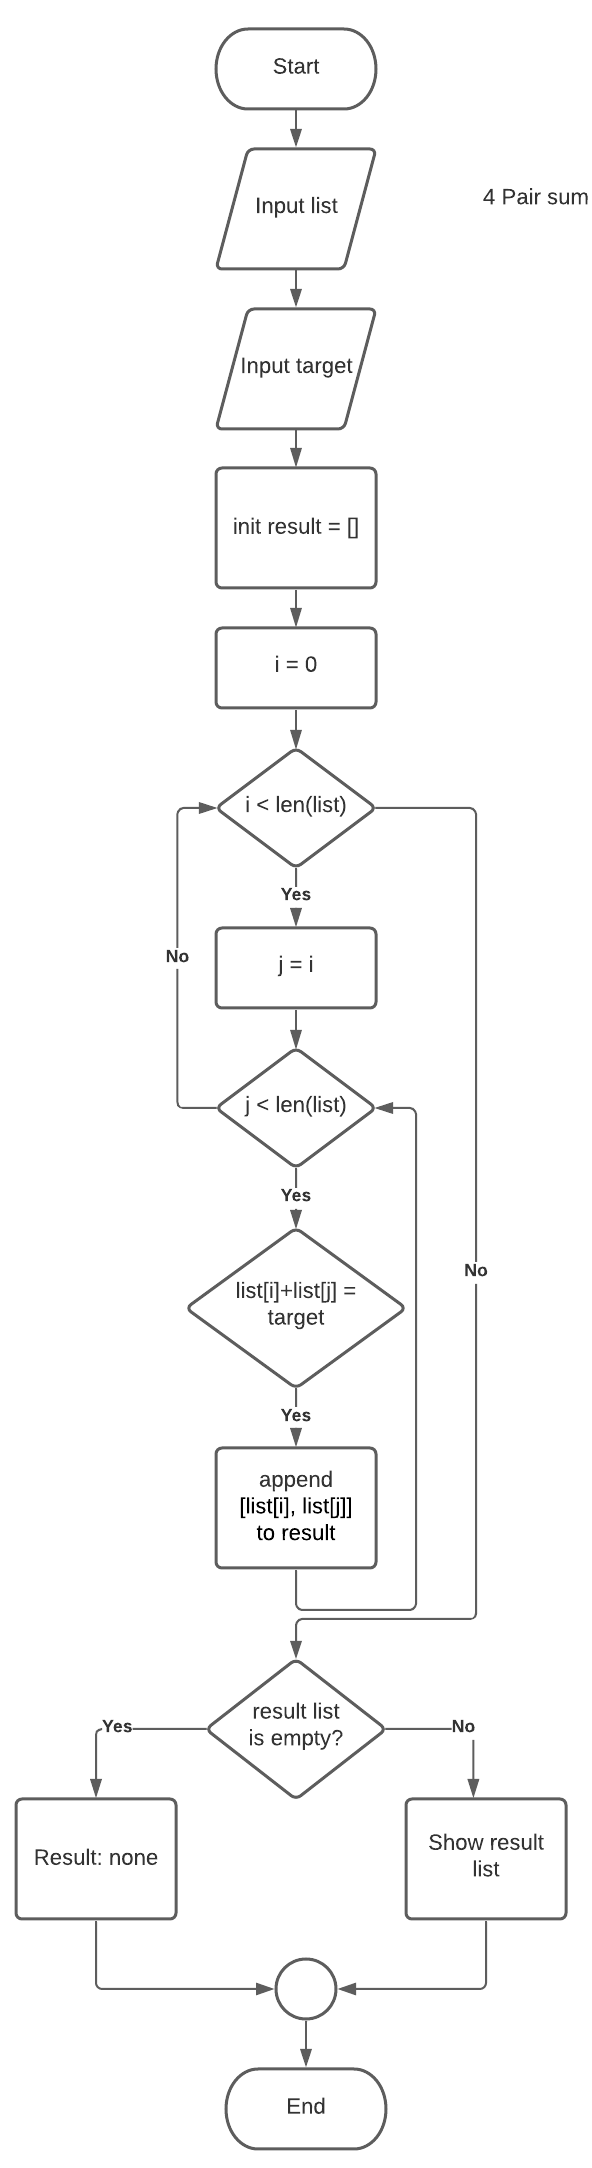 Start
Input list
4 Pair sum
Input target
init result = []
i = 0
i < len(list)
Yes
No
j = i
j < len(list)
Yes
No
list[i]+list[j] =
target
Yes
append
[list[i], list[j]]
to result
result list
is empty?
Yes
No
Result: none
Show result
list
End